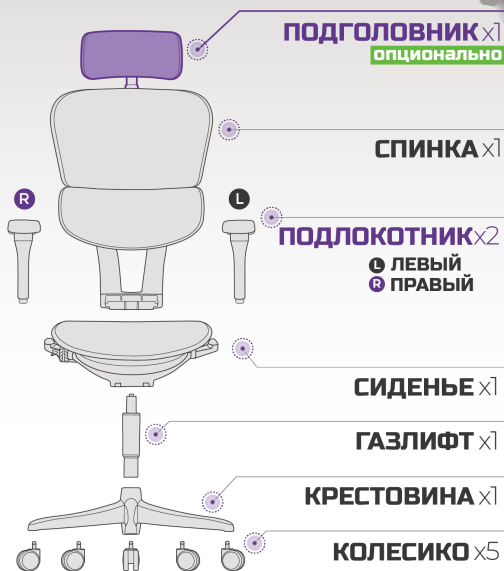 ПОДГОЛОВНИК x1
опционально
СПИНКА x1
R
L
ПОДЛОКОТНИК x2
L ЛЕВЫЙ
R ПРАВЫЙ
СИДЕНЬЕ x1
ГАЗЛИФТ x1
КРЕСТОВИНА x1
КОЛЕСИКО x5